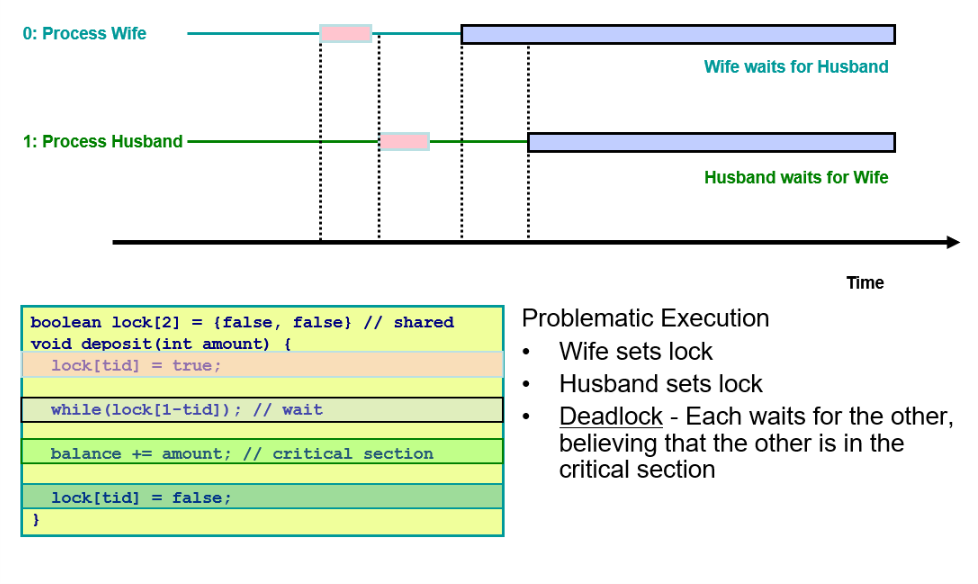 0: Process Wife
Wife waits for Husband
1: Process Husband
Husband waits for Wife
Time
boolean lock[2] = {false, false} // shared
void deposit(int amount) {
lock[tid] = true;
while(lock[1-tid]); // wait
balance += amount; // critical section
lock[tid] = false;
}
Problematic Execution
• Wife sets lock
• Husband sets lock
• Deadlock - Each waits for the other,
believing that the other is in the
critical section